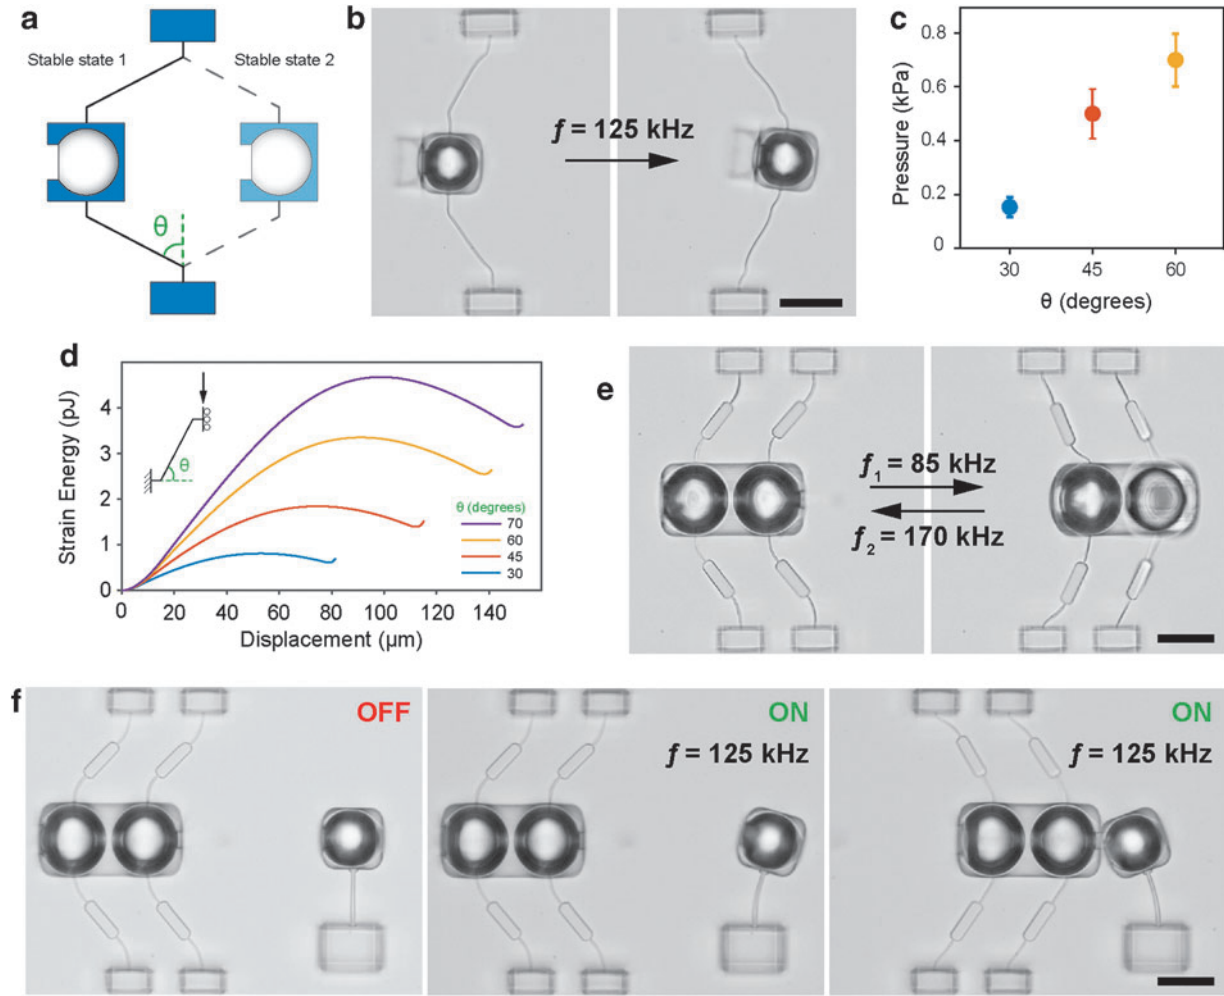 a
Stable state 1
Stable state 2
θ
b
f = 125 kHz
c
Pressure (kPa)
0.8
0.6
0.4
0.2
0
30
45
60
θ (degrees)
d
Strain Energy (pJ)
4
3
2
1
0
0
20
40
60
80
100
120
140
Displacement (μm)
θ
θ (degrees)
70
60
45
30
e
f1 = 85 kHz
f2 = 170 kHz
f
OFF
ON
f = 125 kHz
ON
f = 125 kHz